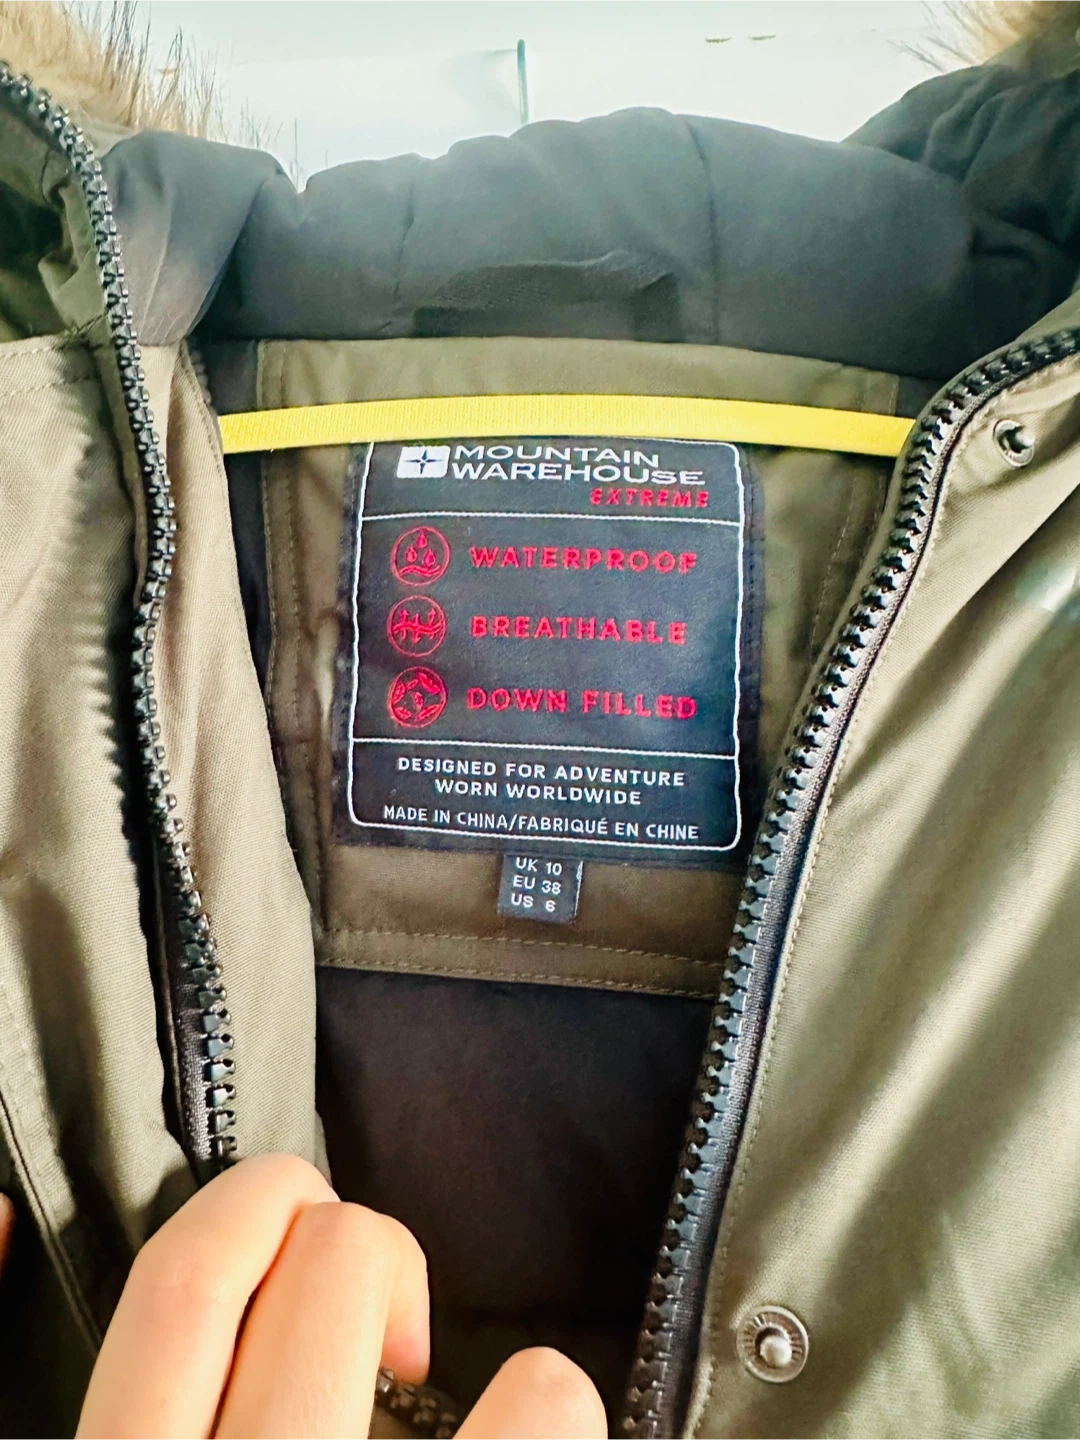 MOUNTAIN
WAREHOUSE
EXTREME
WATERPROOF
BREATHABLE
DOWN FILLED
DESIGNED FOR ADVENTURE
WORN WORLDWIDE
MADE IN CHINA/FABRIQUÉ EN CHINE
UK 10
EU 38
US 6